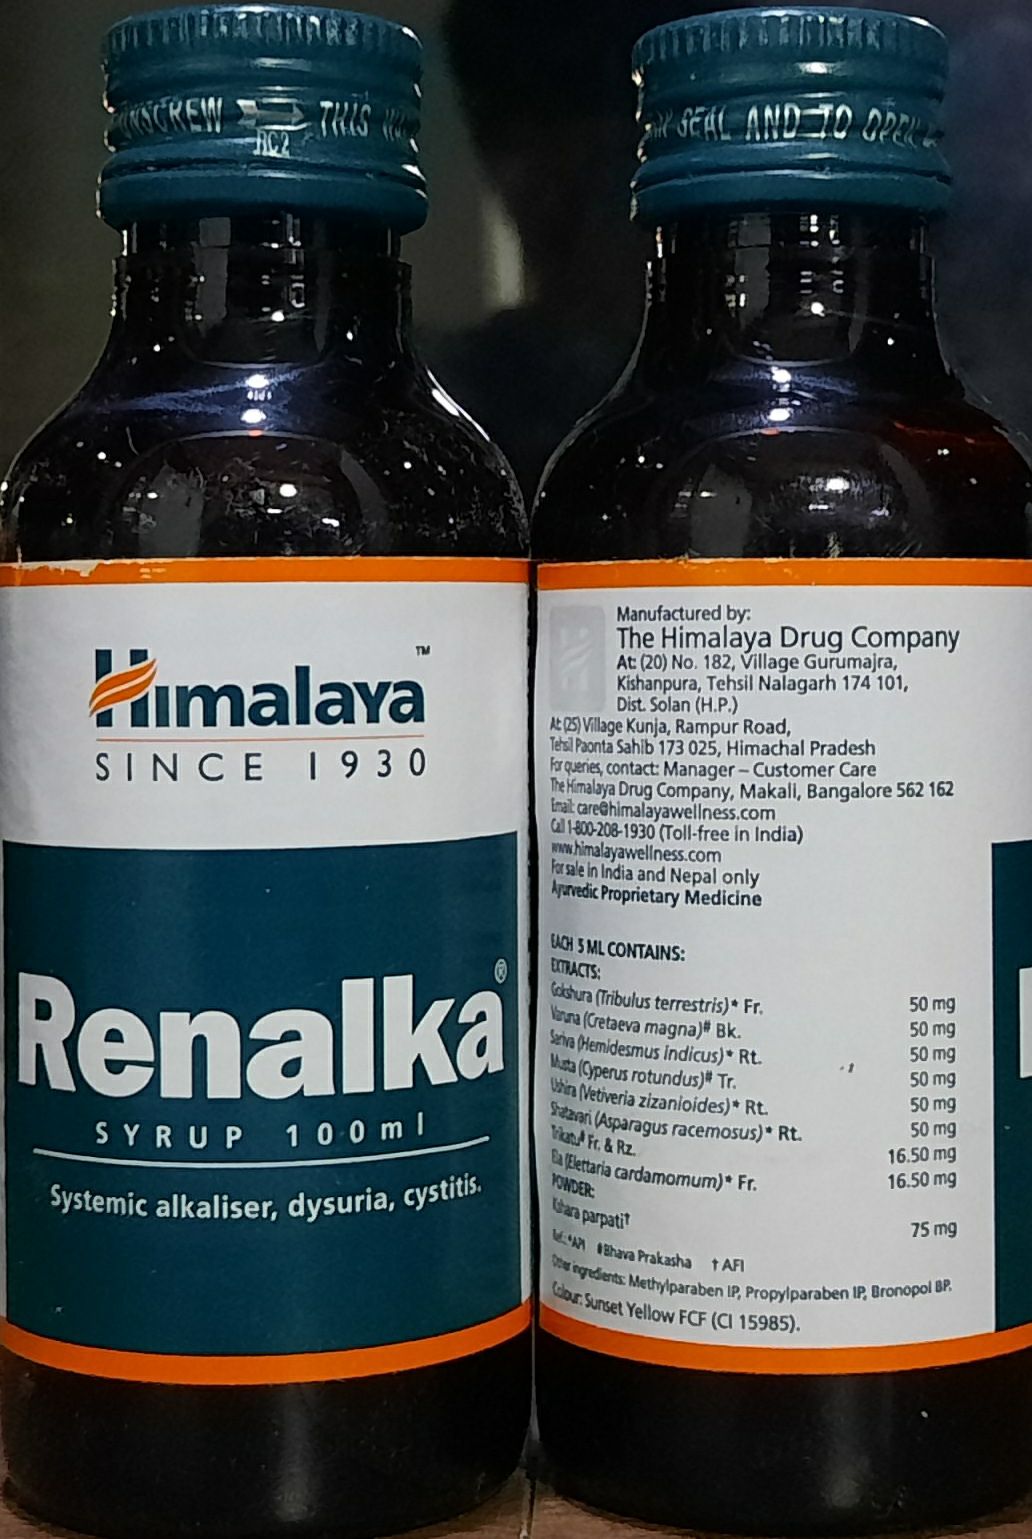 UNSCREW THIS
RC2
Himalaya™
SINCE 1930
Renalka®
SYRUP 100ml
Systemic alkaliser, dysuria, cystitis.
SEAL AND TO OPEN
Manufactured by:
The Himalaya Drug Company
At: (20) No. 182, Village Gurumajra,
Kishanpura, Tehsil Nalagarh 174 101,
Dist. Solan (H.P.)
At: (25) Village Kunja, Rampur Road,
Tehsil Paonta Sahib 173 025, Himachal Pradesh
For queries, contact: Manager – Customer Care
The Himalaya Drug Company, Makali, Bangalore 562 162
Email: care@himalayawellness.com
Call 1-800-208-1930 (Toll-free in India)
www.himalayawellness.com
For sale in India and Nepal only
Ayurvedic Proprietary Medicine
EACH 5 ML CONTAINS:
EXTRACTS:
Gokshura (Tribulus terrestris)* Fr. 50 mg
Varuna (Cretaeva magna)# Bk. 50 mg
Sariva (Hemidesmus indicus)* Rt. 50 mg
Musta (Cyperus rotundus)# Tr. 50 mg
Ushira (Vetiveria zizanioides)* Rt. 50 mg
Shatavari (Asparagus racemosus)* Rt. 50 mg
Trikatu# Fr. & Rz. 16.50 mg
Ela (Elettaria cardamomum)* Fr. 16.50 mg
POWDER:
Kshara parpati† 75 mg
Ref.: *API #Bhava Prakasha † AFI
Other ingredients: Methylparaben IP, Propylparaben IP, Bronopol BP.
Colour: Sunset Yellow FCF (CI 15985).